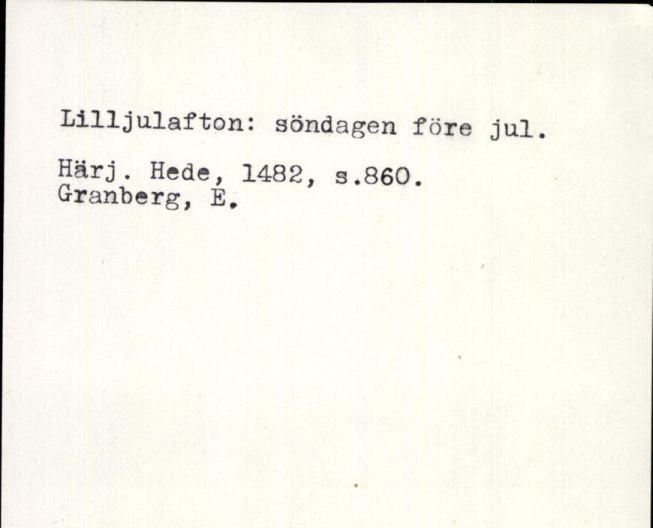 Lilljulafton: söndagen före jul.
Härj. Hede, 1482, s.860.
Granberg, E.